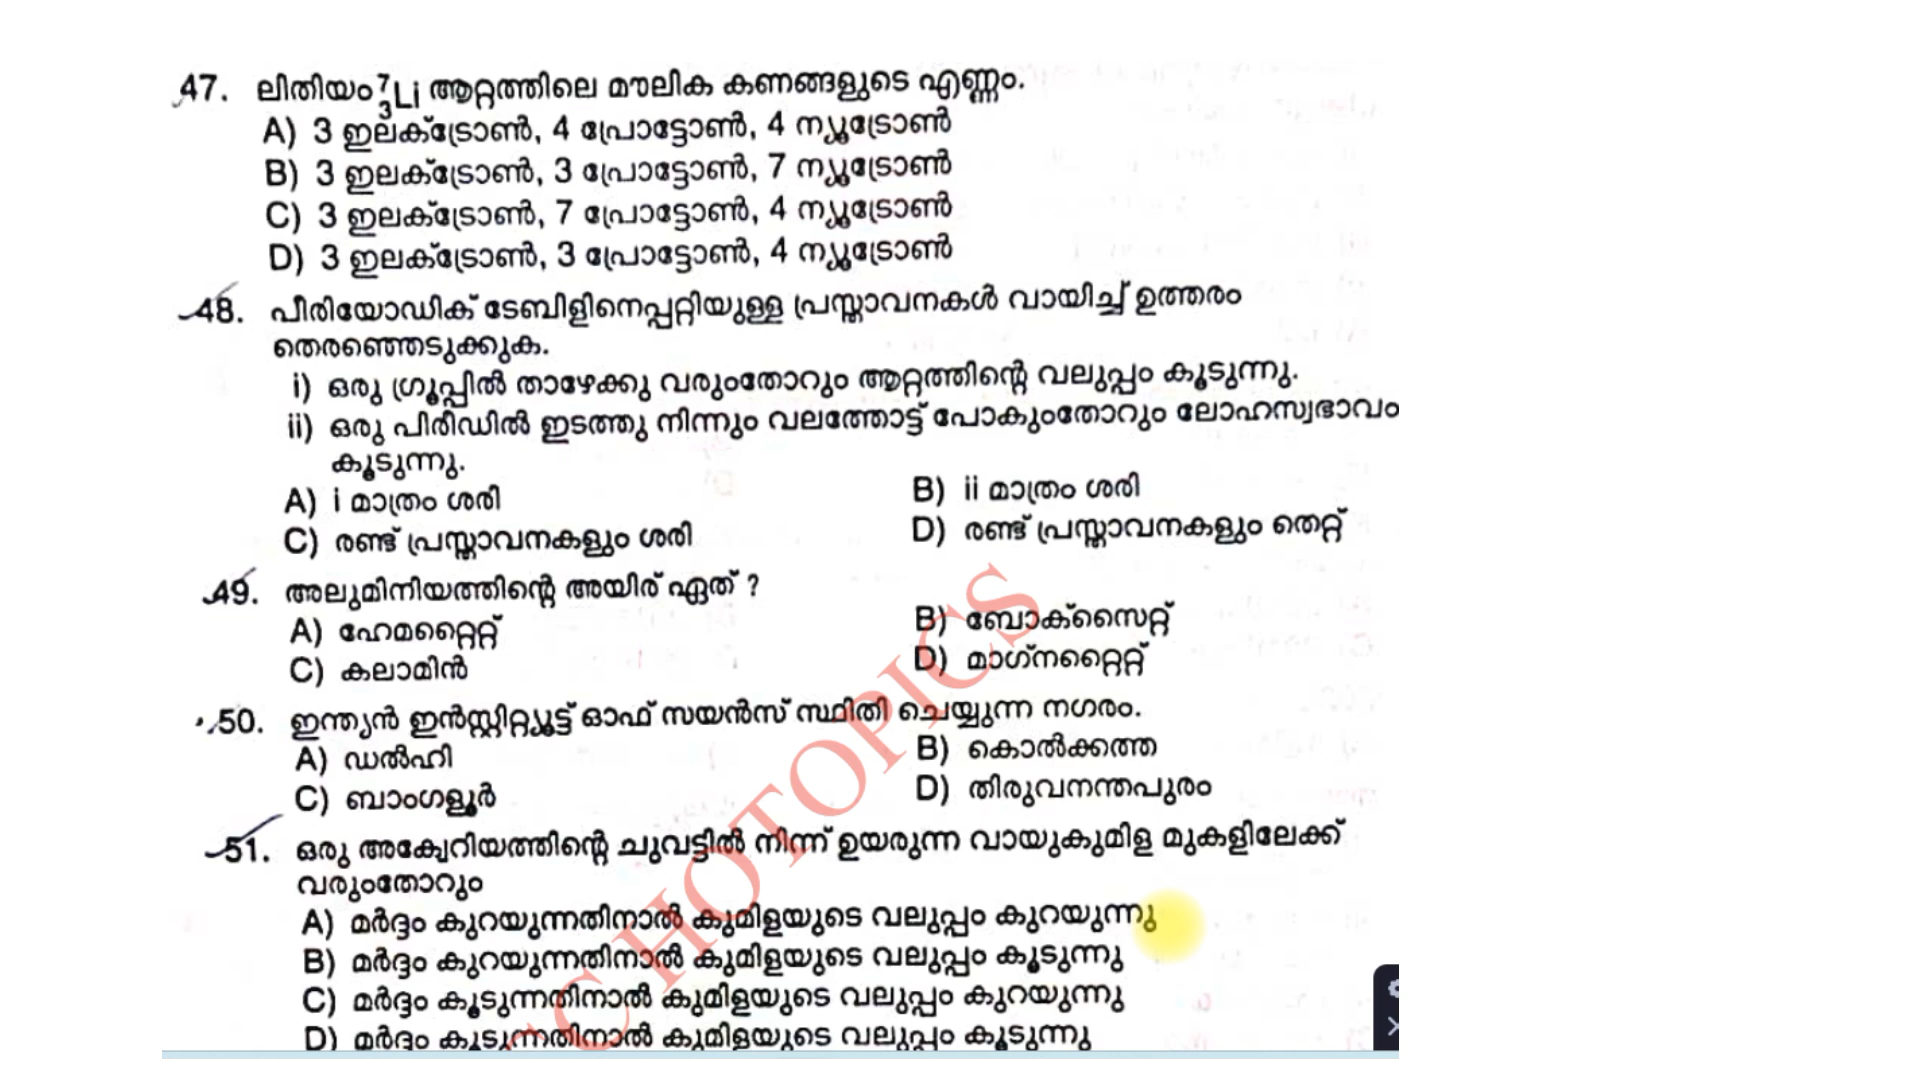 47. ലിതിയം ⁷₃Li ആറ്റത്തിലെ മൗലിക കണങ്ങളുടെ എണ്ണം.
A) 3 ഇലക്ട്രോൺ, 4 പ്രോട്ടോൺ, 4 ന്യൂട്രോൺ
B) 3 ഇലക്ട്രോൺ, 3 പ്രോട്ടോൺ, 7 ന്യൂട്രോൺ
C) 3 ഇലക്ട്രോൺ, 7 പ്രോട്ടോൺ, 4 ന്യൂട്രോൺ
D) 3 ഇലക്ട്രോൺ, 3 പ്രോട്ടോൺ, 4 ന്യൂട്രോൺ
48. പീരിയോഡിക് ടേബിളിനെപ്പറ്റിയുള്ള പ്രസ്താവനകൾ വായിച്ച് ഉത്തരം
തെരഞ്ഞെടുക്കുക.
i) ഒരു ഗ്രൂപ്പിൽ താഴേക്കു വരുംതോറും ആറ്റത്തിന്റെ വലുപ്പം കൂടുന്നു.
ii) ഒരു പിരീഡിൽ ഇടത്തു നിന്നും വലത്തോട്ട് പോകുംതോറും ലോഹസ്വഭാവം
കൂടുന്നു.
A) i മാത്രം ശരി B) ii മാത്രം ശരി
C) രണ്ട് പ്രസ്താവനകളും ശരി D) രണ്ട് പ്രസ്താവനകളും തെറ്റ്
49. അലുമിനിയത്തിന്റെ അയിര് ഏത് ?
A) ഹേമറ്റൈറ്റ് B) ബോക്സൈറ്റ്
C) കലാമിൻ D) മാഗ്‌നറ്റൈറ്റ്
50. ഇന്ത്യൻ ഇൻസ്റ്റിറ്റ്യൂട്ട് ഓഫ് സയൻസ് സ്ഥിതി ചെയ്യുന്ന നഗരം.
A) ഡൽഹി B) കൊൽക്കത്ത
C) ബാംഗളൂർ D) തിരുവനന്തപുരം
51. ഒരു അക്വേറിയത്തിന്റെ ചുവട്ടിൽ നിന്ന് ഉയരുന്ന വായുകുമിള മുകളിലേക്ക്
വരുംതോറും
A) മർദ്ദം കുറയുന്നതിനാൽ കുമിളയുടെ വലുപ്പം കുറയുന്നു
B) മർദ്ദം കുറയുന്നതിനാൽ കുമിളയുടെ വലുപ്പം കൂടുന്നു
C) മർദ്ദം കൂടുന്നതിനാൽ കുമിളയുടെ വലുപ്പം കുറയുന്നു
D) മർദ്ദം കൂടുന്നതിനാൽ കുമിളയുടെ വലുപ്പം കൂടുന്നു
C HOTOPICS